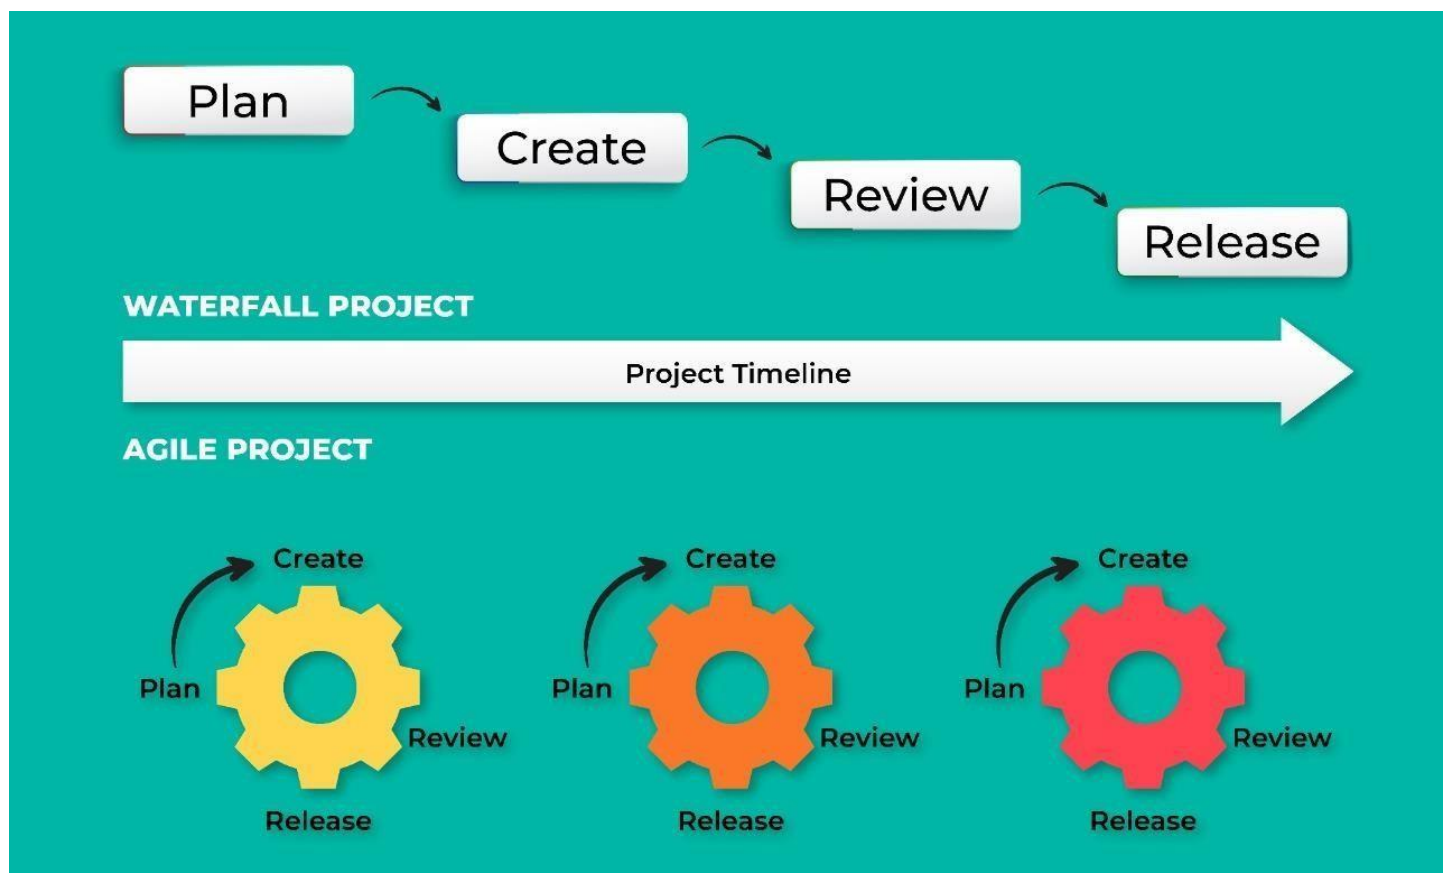 Plan
Create
Review
Release
WATERFALL PROJECT
Project Timeline
AGILE PROJECT
Create
Plan
Review
Release
Create
Plan
Review
Release
Create
Plan
Review
Release